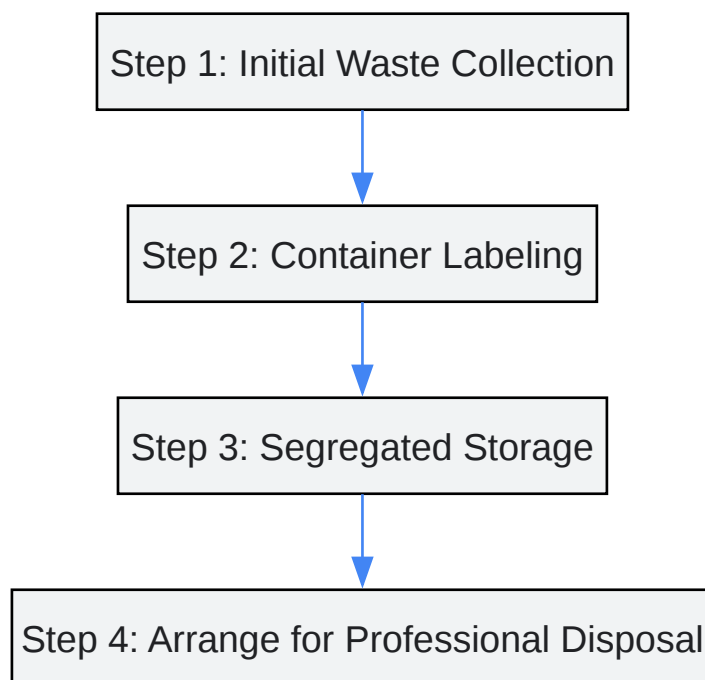 Step 1: Initial Waste Collection
Step 2: Container Labeling
Step 3: Segregated Storage
Step 4: Arrange for Professional Disposal